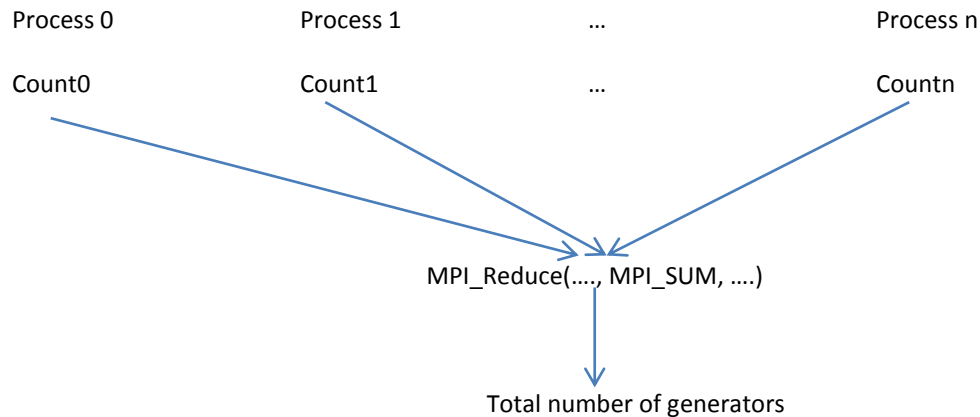 Process 0 Process 1 … Process n
Count0 Count1 … Countn
MPI_Reduce(…., MPI_SUM, ….)
Total number of generators